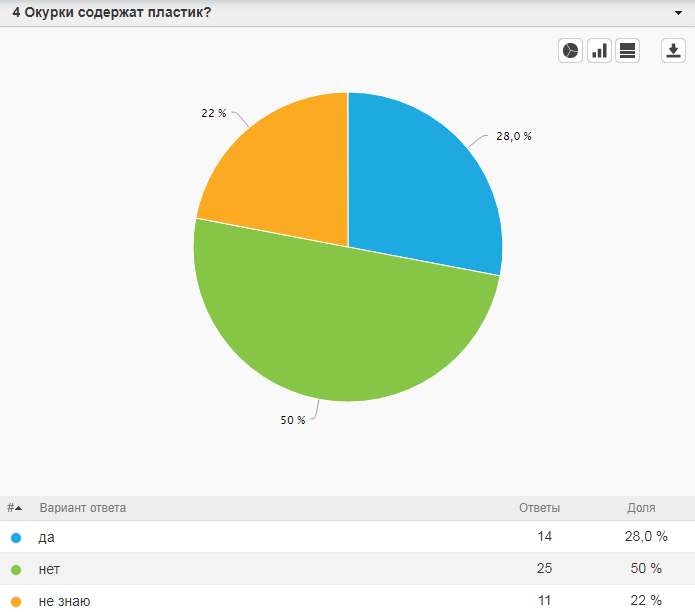 4 Окурки содержат пластик?
22 %
28,0 %
50 %
# Вариант ответа Ответы Доля
да 14 28,0 %
нет 25 50 %
не знаю 11 22 %